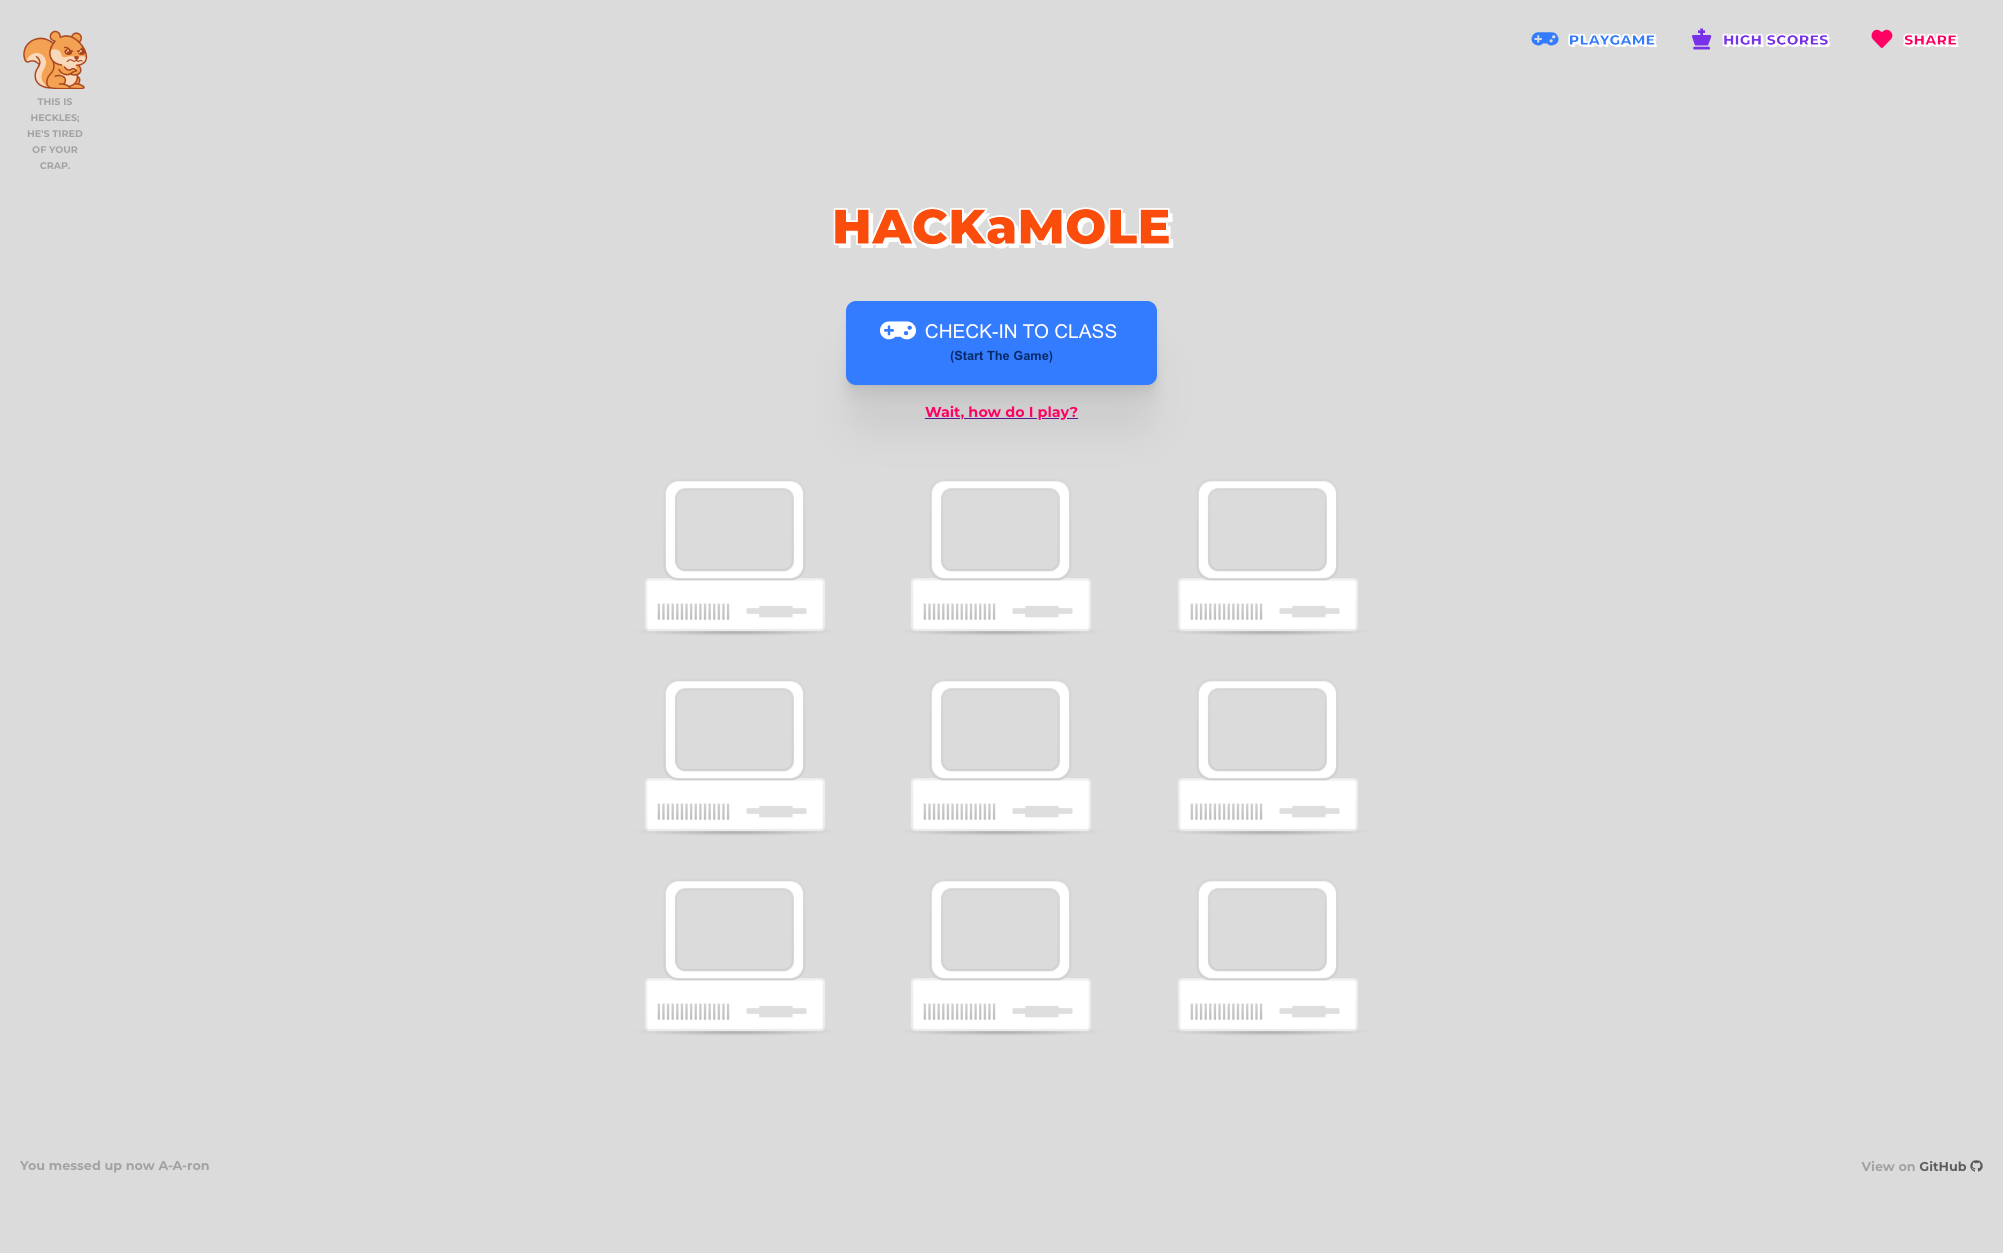 THIS IS
HECKLES;
HE'S TIRED
OF YOUR
CRAP.
PLAYGAME
HIGH SCORES
SHARE
HACKaMOLE
CHECK-IN TO CLASS
(Start The Game)
Wait, how do I play?
You messed up now A-A-ron
View on GitHub